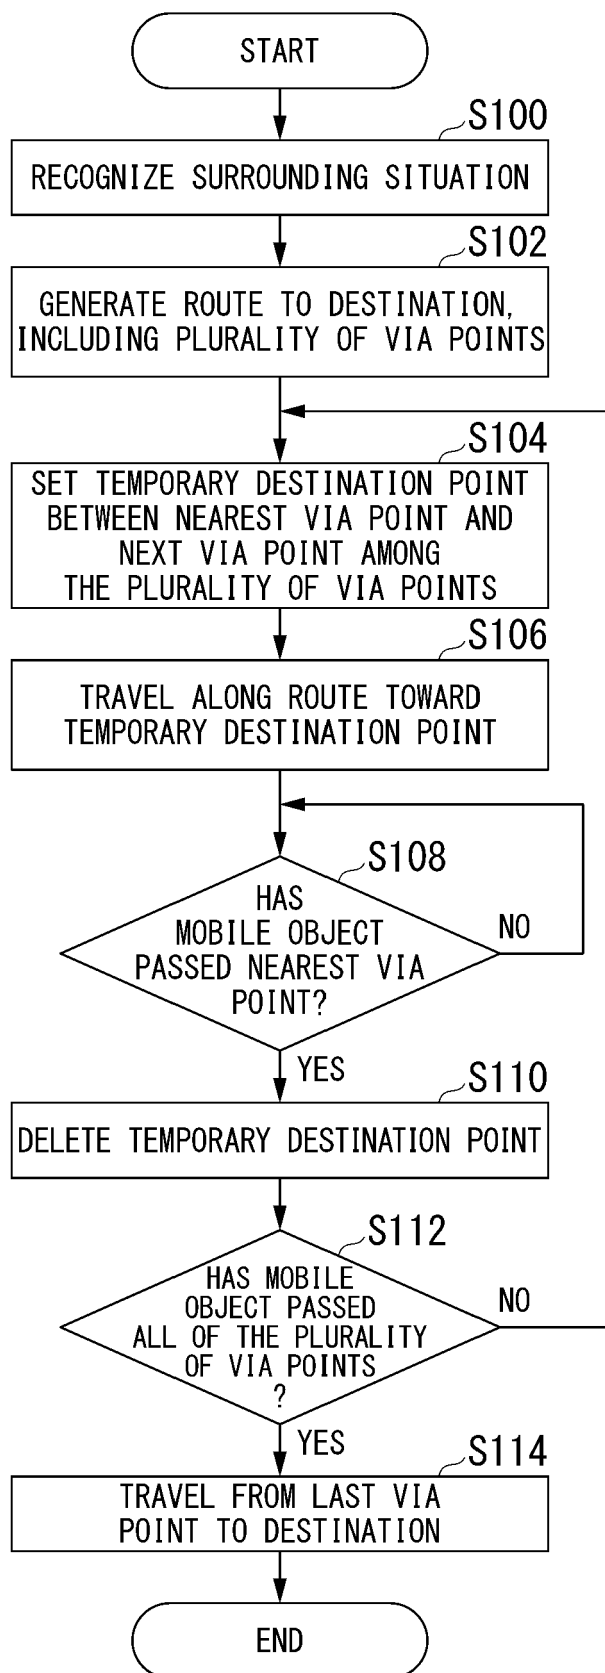 START
S100
RECOGNIZE SURROUNDING SITUATION
S102
GENERATE ROUTE TO DESTINATION,
INCLUDING PLURALITY OF VIA POINTS
S104
SET TEMPORARY DESTINATION POINT
BETWEEN NEAREST VIA POINT AND
NEXT VIA POINT AMONG
THE PLURALITY OF VIA POINTS
S106
TRAVEL ALONG ROUTE TOWARD
TEMPORARY DESTINATION POINT
S108
HAS
MOBILE OBJECT
PASSED NEAREST VIA
POINT?
NO
YES
S110
DELETE TEMPORARY DESTINATION POINT
S112
HAS MOBILE
OBJECT PASSED
ALL OF THE PLURALITY
OF VIA POINTS
?
NO
YES
S114
TRAVEL FROM LAST VIA
POINT TO DESTINATION
END